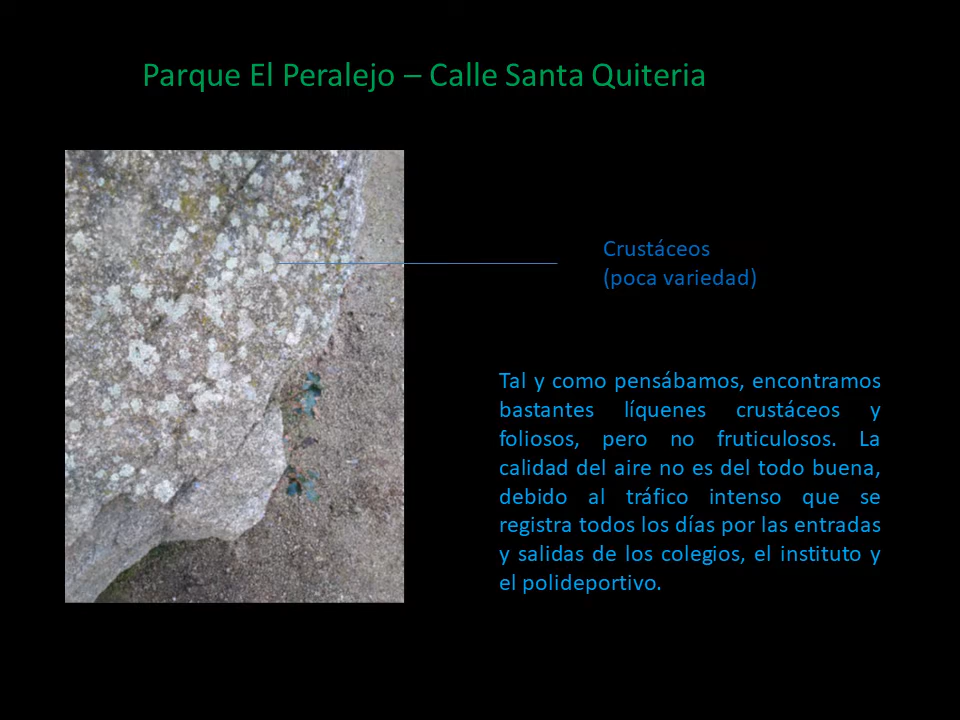 Parque El Peralejo – Calle Santa Quiteria
Crustáceos
(poca variedad)
Tal y como pensábamos, encontramos
bastantes líquenes crustáceos y
foliosos, pero no fruticulosos. La
calidad del aire no es del todo buena,
debido al tráfico intenso que se
registra todos los días por las entradas
y salidas de los colegios, el instituto y
el polideportivo.